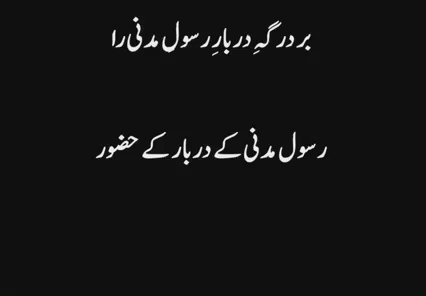 بر درگہِ دربارِ رسول مدنی را
رسول مدنی کے دربار کے حضور